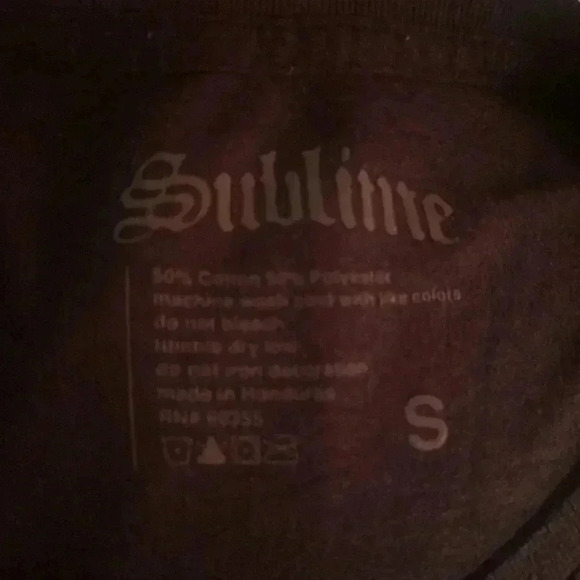 Sublime
50% Cotton 50% Polyester
machine wash cold with like colors
do not bleach
tumble dry low
do not iron decoration
made in Honduras
RN#
S